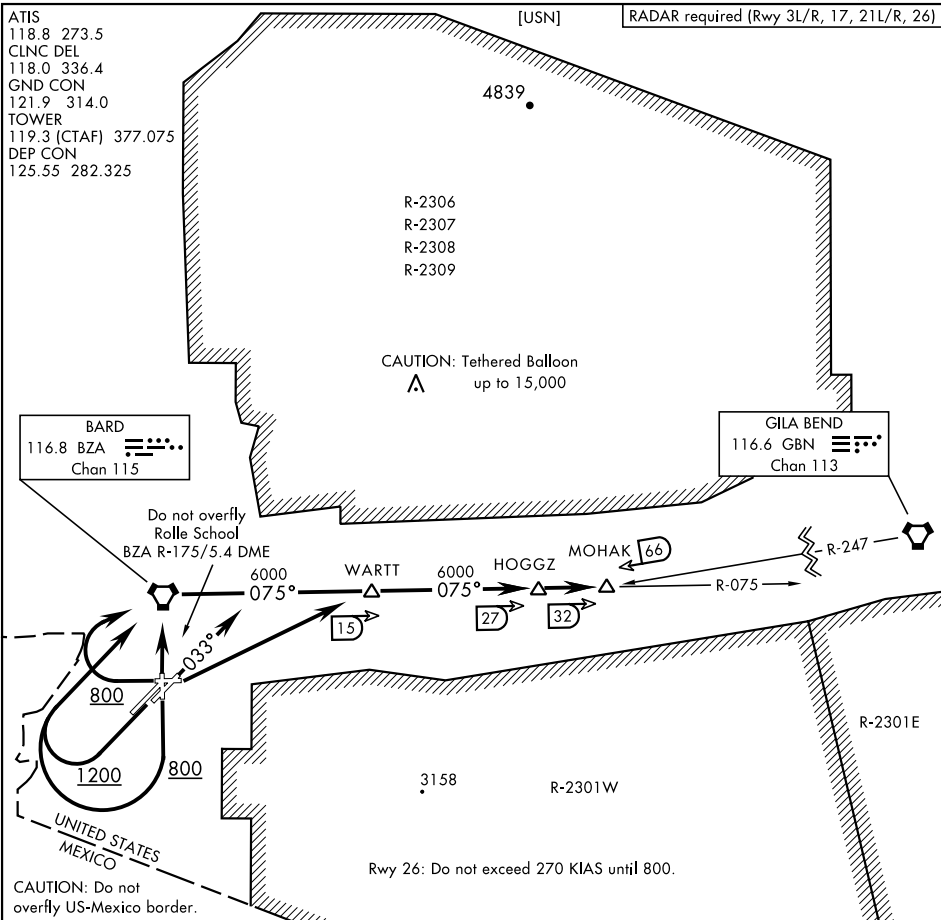 ATIS
118.8 273.5
CLNC DEL
118.0 336.4
GND CON
121.9 314.0
TOWER
119.3 (CTAF) 377.075
DEP CON
125.55 282.325
[USN]
RADAR required (Rwy 3L/R, 17, 21L/R, 26)
4839
R-2306
R-2307
R-2308
R-2309
CAUTION: Tethered Balloon
up to 15,000
BARD
116.8 BZA
Chan 115
GILA BEND
116.6 GBN
Chan 113
Do not overfly
Rolle School
BZA R-175/5.4 DME
6000
075°
WARTT
15
6000
075°
HOGGZ
27
MOHAK
66
32
R-247
R-075
033°
800
1200
800
UNITED STATES
MEXICO
CAUTION: Do not
overfly US-Mexico border.
3158
R-2301W
R-2301E
Rwy 26: Do not exceed 270 KIAS until 800.